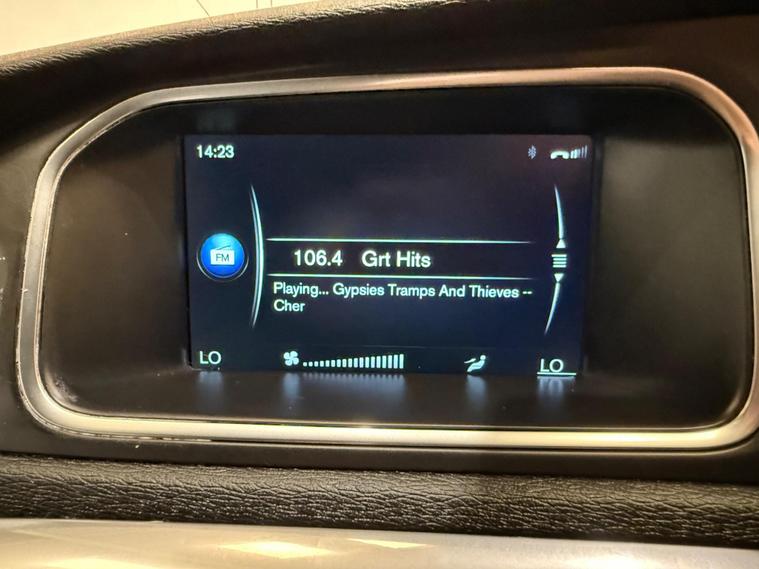 14:23
FM
106.4 Grt Hits
Playing... Gypsies Tramps And Thieves --
Cher
LO
LO